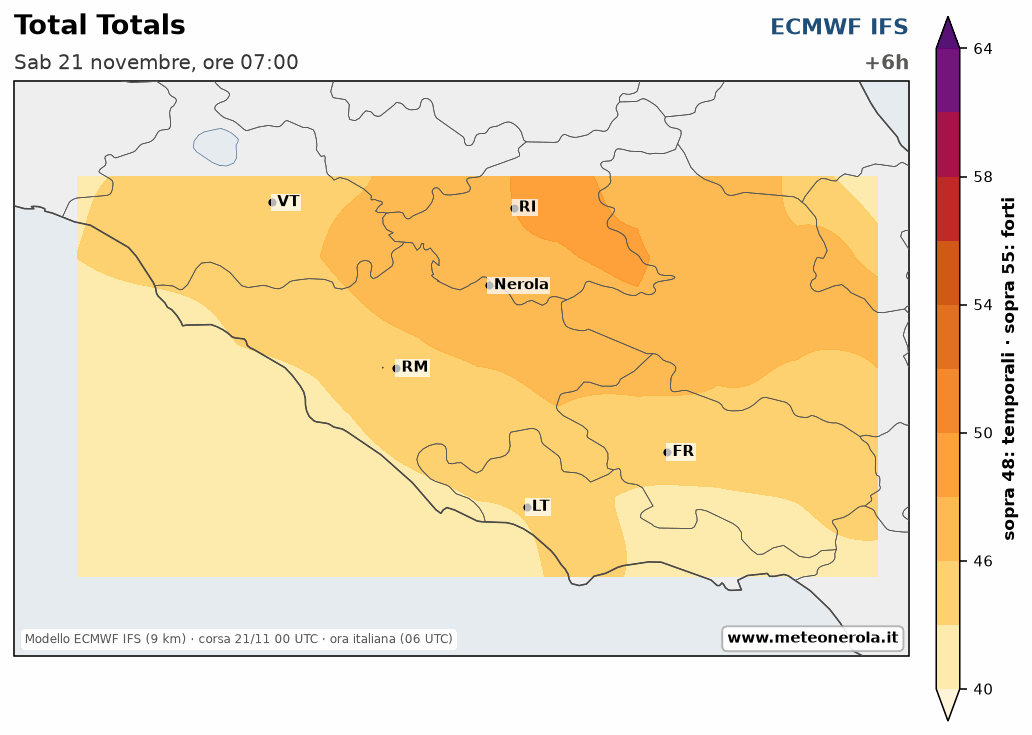 Total Totals
ECMWF IFS
Sab 21 novembre, ore 07:00
+6h
VT
RI
Nerola
RM
FR
LT
Modello ECMWF IFS (9 km) · corsa 21/11 00 UTC · ora italiana (06 UTC)
www.meteonerola.it
64
58
54
50
46
40
sopra 48: temporali · sopra 55: forti